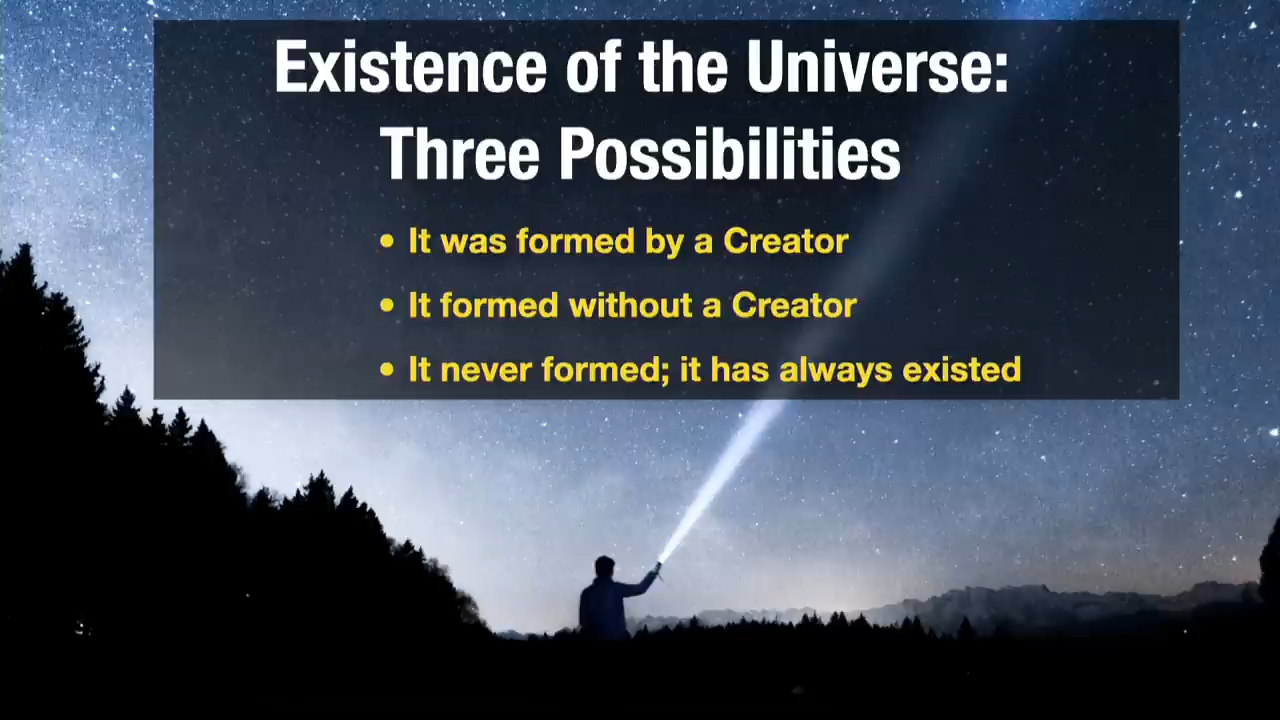 Existence of the Universe:
Three Possibilities
• It was formed by a Creator
• It formed without a Creator
• It never formed; it has always existed